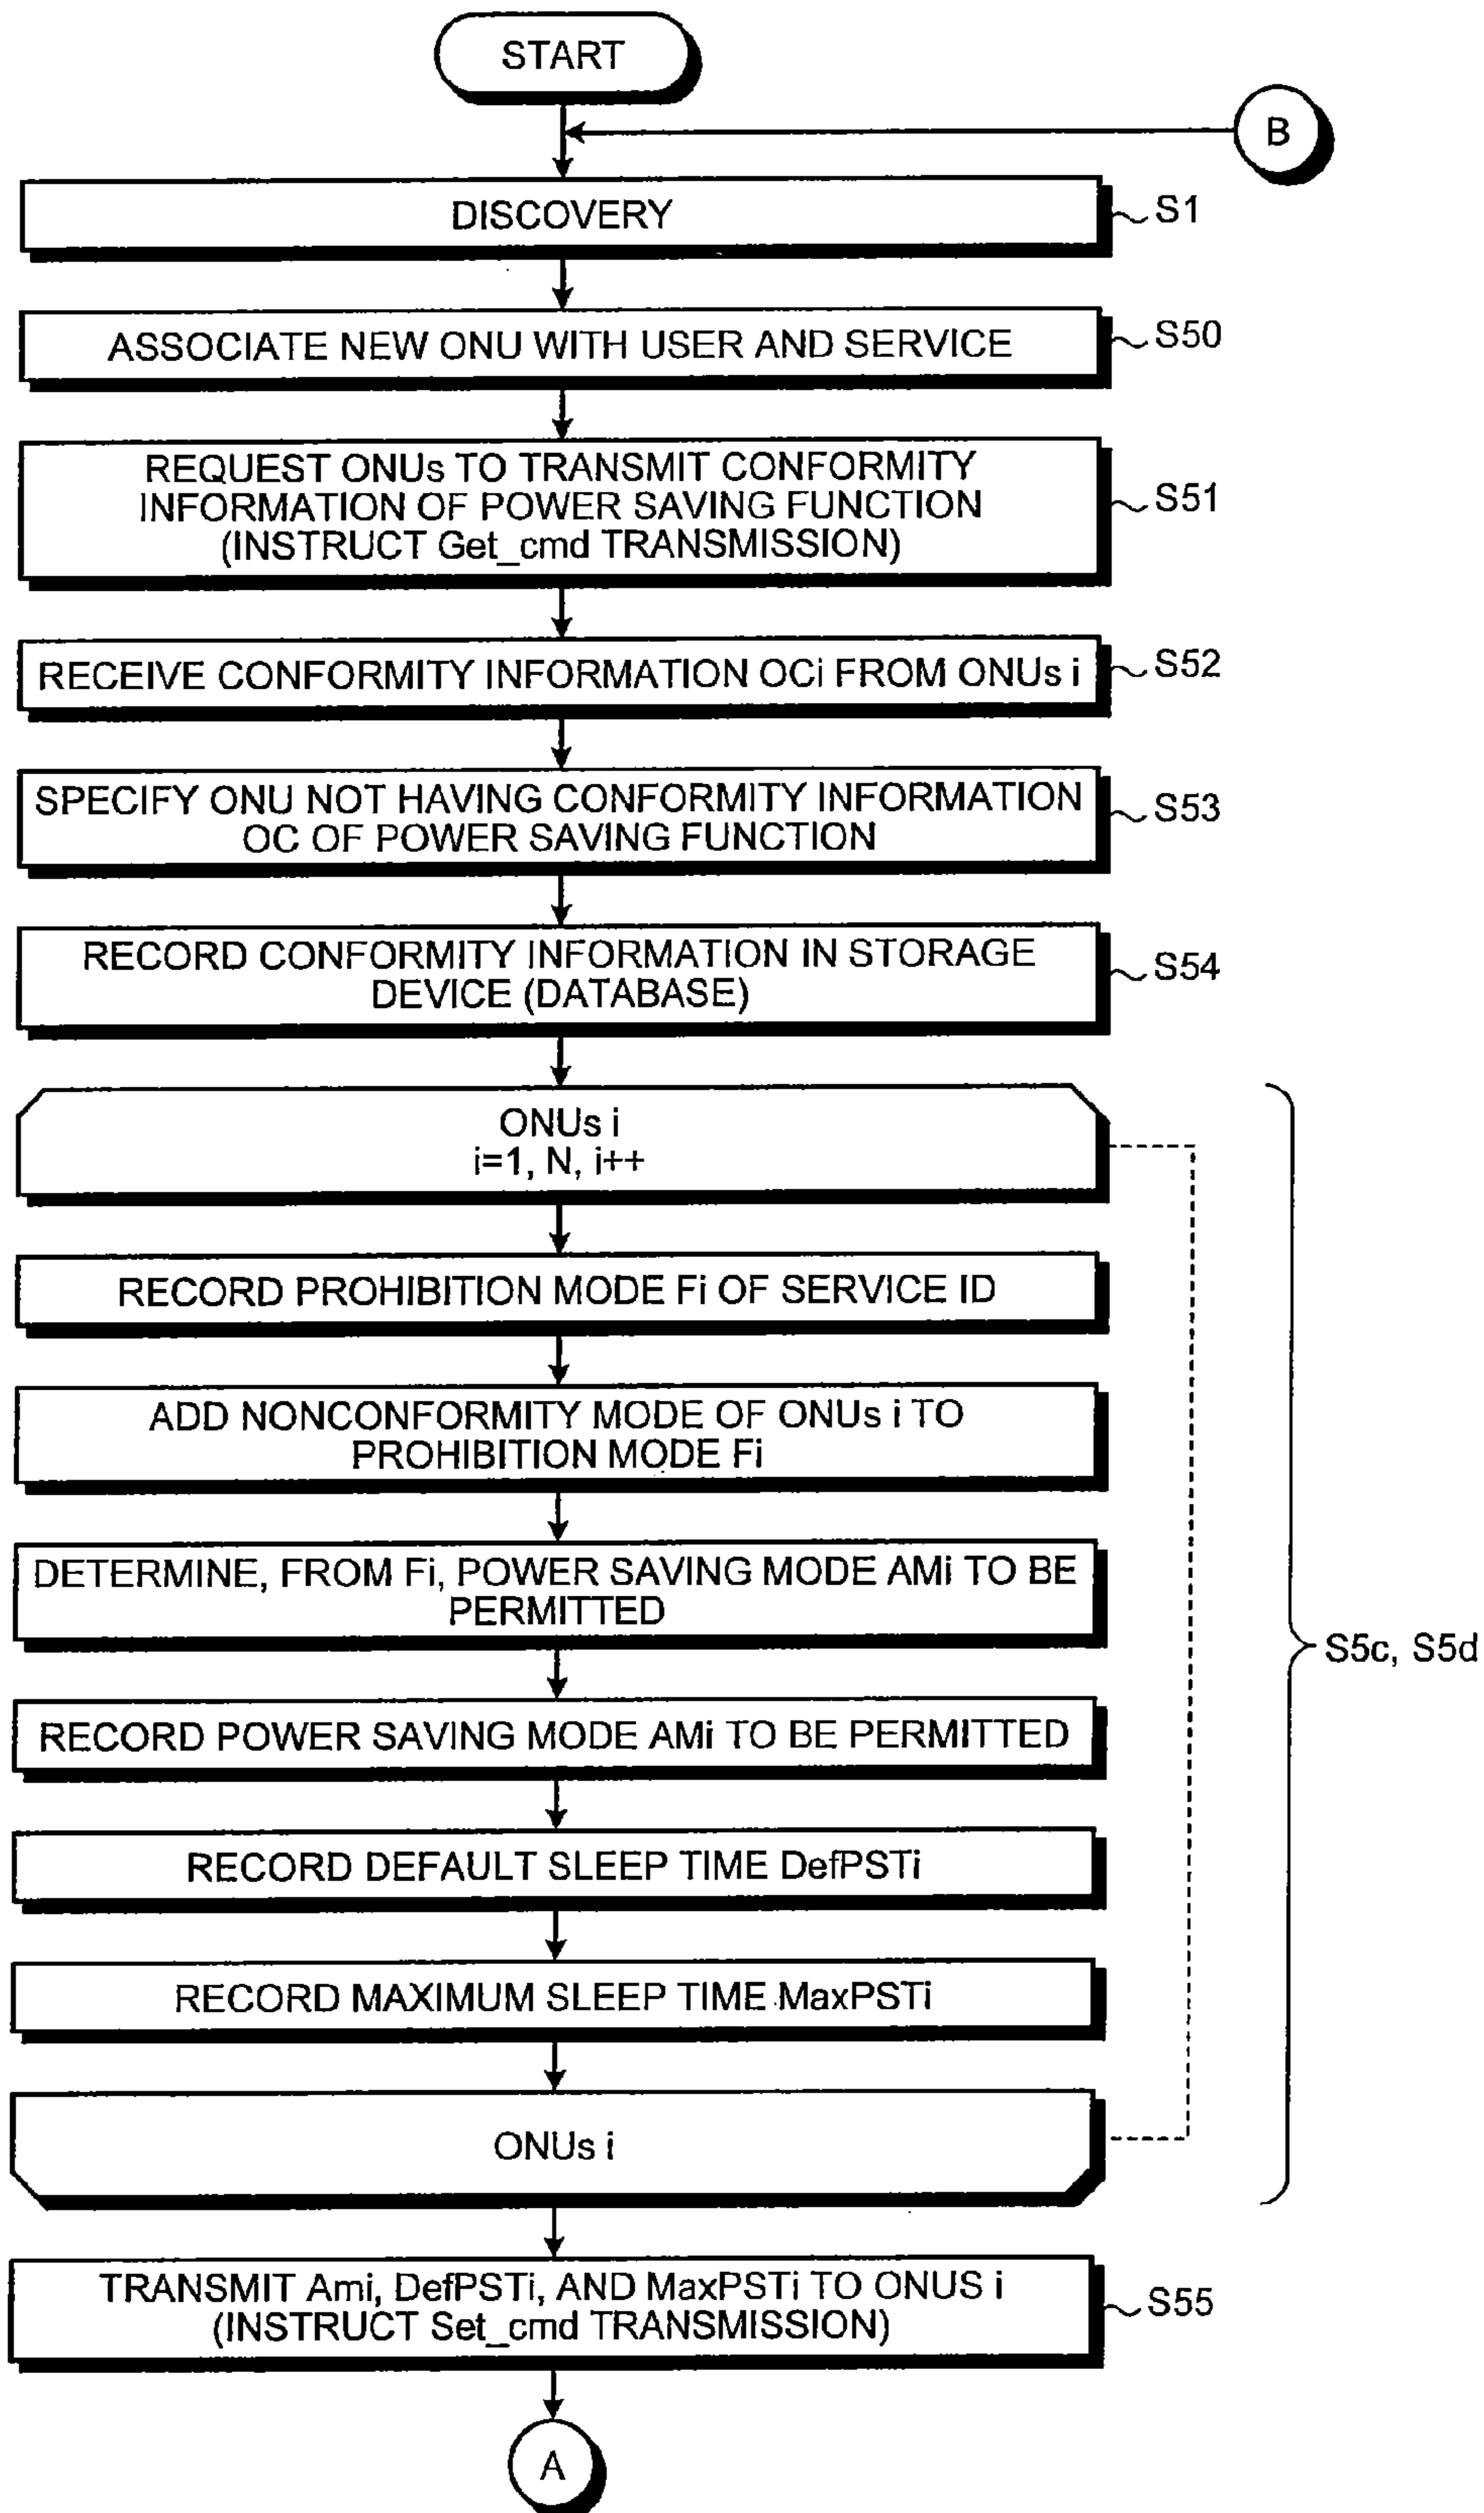 START
B
DISCOVERY
S1
ASSOCIATE NEW ONU WITH USER AND SERVICE
S50
REQUEST ONUs TO TRANSMIT CONFORMITY
INFORMATION OF POWER SAVING FUNCTION
(INSTRUCT Get_cmd TRANSMISSION)
S51
RECEIVE CONFORMITY INFORMATION OCi FROM ONUs i
S52
SPECIFY ONU NOT HAVING CONFORMITY INFORMATION
OC OF POWER SAVING FUNCTION
S53
RECORD CONFORMITY INFORMATION IN STORAGE
DEVICE (DATABASE)
S54
ONUs i
i=1, N, i++
RECORD PROHIBITION MODE Fi OF SERVICE ID
ADD NONCONFORMITY MODE OF ONUs i TO
PROHIBITION MODE Fi
DETERMINE, FROM Fi, POWER SAVING MODE AMi TO BE
PERMITTED
S5c, S5d
RECORD POWER SAVING MODE AMi TO BE PERMITTED
RECORD DEFAULT SLEEP TIME DefPSTi
RECORD MAXIMUM SLEEP TIME MaxPSTi
ONUs i
TRANSMIT Ami, DefPSTi, AND MaxPSTi TO ONUS i
(INSTRUCT Set_cmd TRANSMISSION)
S55
A